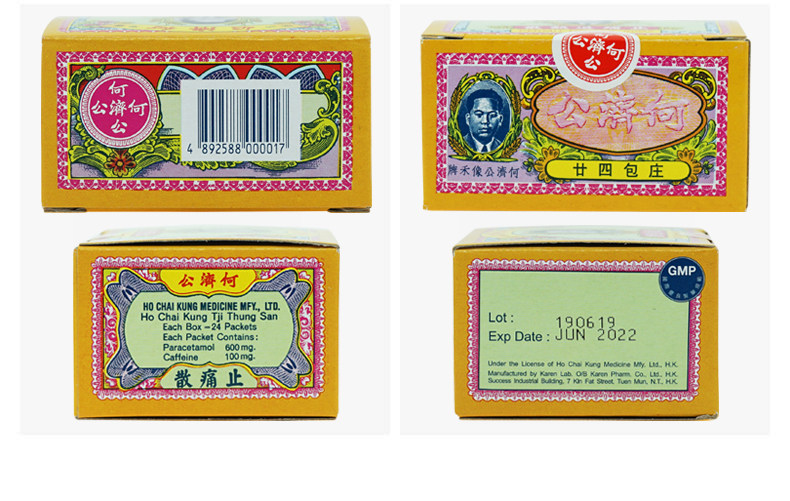 何
何濟公
公
4 892588 000017
何濟公
何濟公
何濟公像禾牌
廿四包庄
何濟公
HO CHAI KUNG MEDICINE MFY., LTD.
Ho Chai Kung Tji Thung San
Each Box – 24 Packets
Each Packet Contains:
Paracetamol 600 mg.
Caffeine 100 mg.
止痛散
GMP
Lot : 190619
Exp Date : JUN 2022
Under the License of Ho Chai Kung Medicine Mfy. Ltd., H.K.
Manufactured by Karen Lab. O/B Karen Pharm. Co., Ltd., H.K.
Success Industrial Building, 7 Kin Fat Street, Tuen Mun, N.T., H.K.